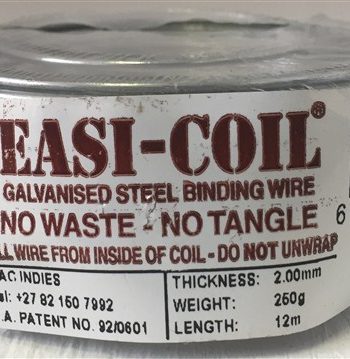 EASI-COIL®
GALVANISED STEEL BINDING WIRE
NO WASTE - NO TANGLE
WIRE FROM INSIDE OF COIL - DO NOT UNWRAP
6
INDIES
+27 82 150 7992
PATENT NO. 92/0601
THICKNESS: 2.00mm
WEIGHT: 250g
LENGTH: 12m